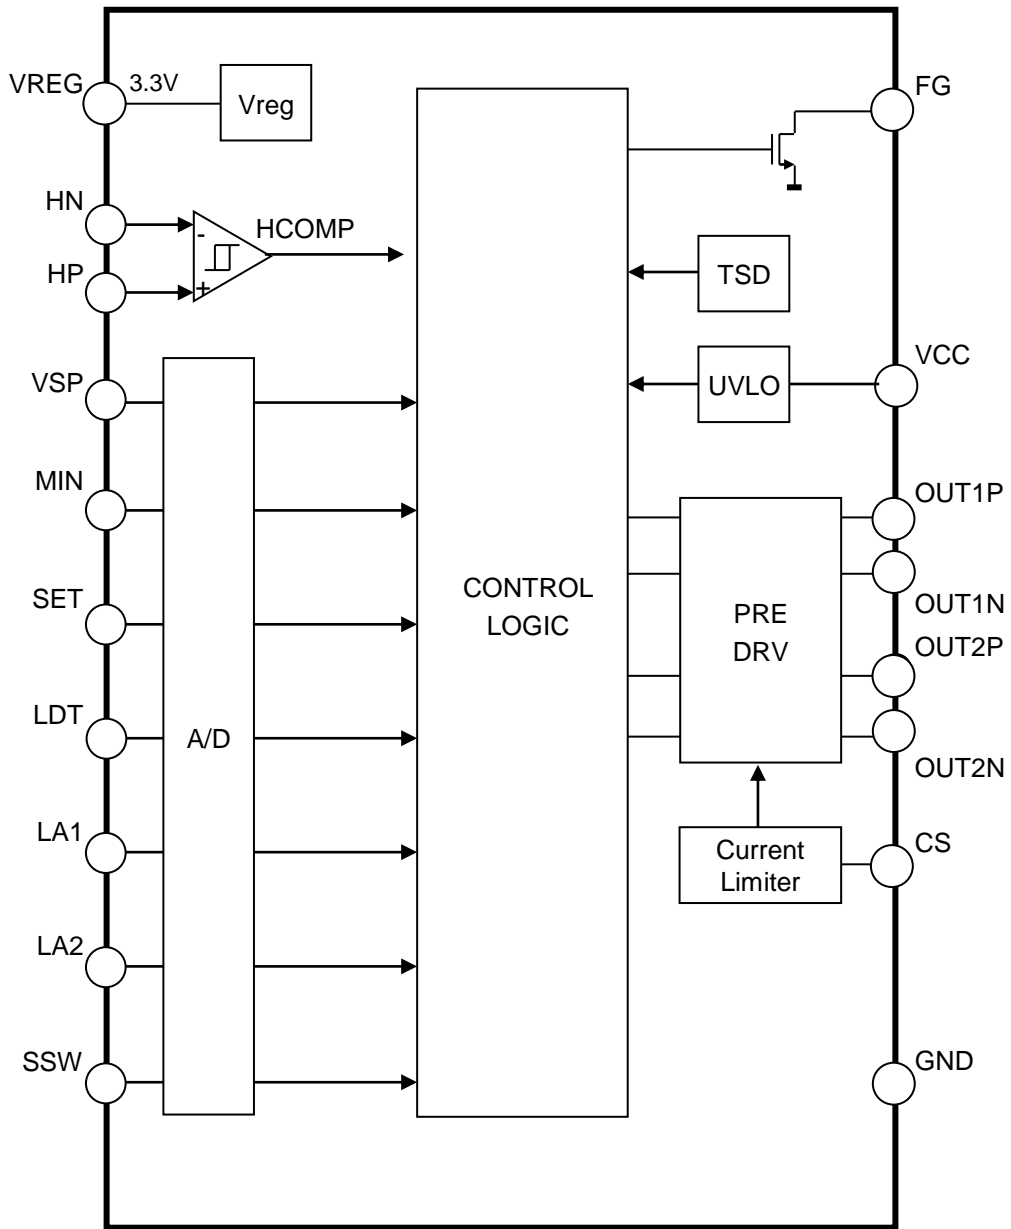 VREG
3.3V
Vreg
FG
HN
HCOMP
-
HP
+
TSD
VSP
VCC
UVLO
MIN
OUT1P
SET
CONTROL
LOGIC
PRE
DRV
OUT1N
OUT2P
LDT
A/D
OUT2N
LA1
Current
Limiter
CS
LA2
SSW
GND